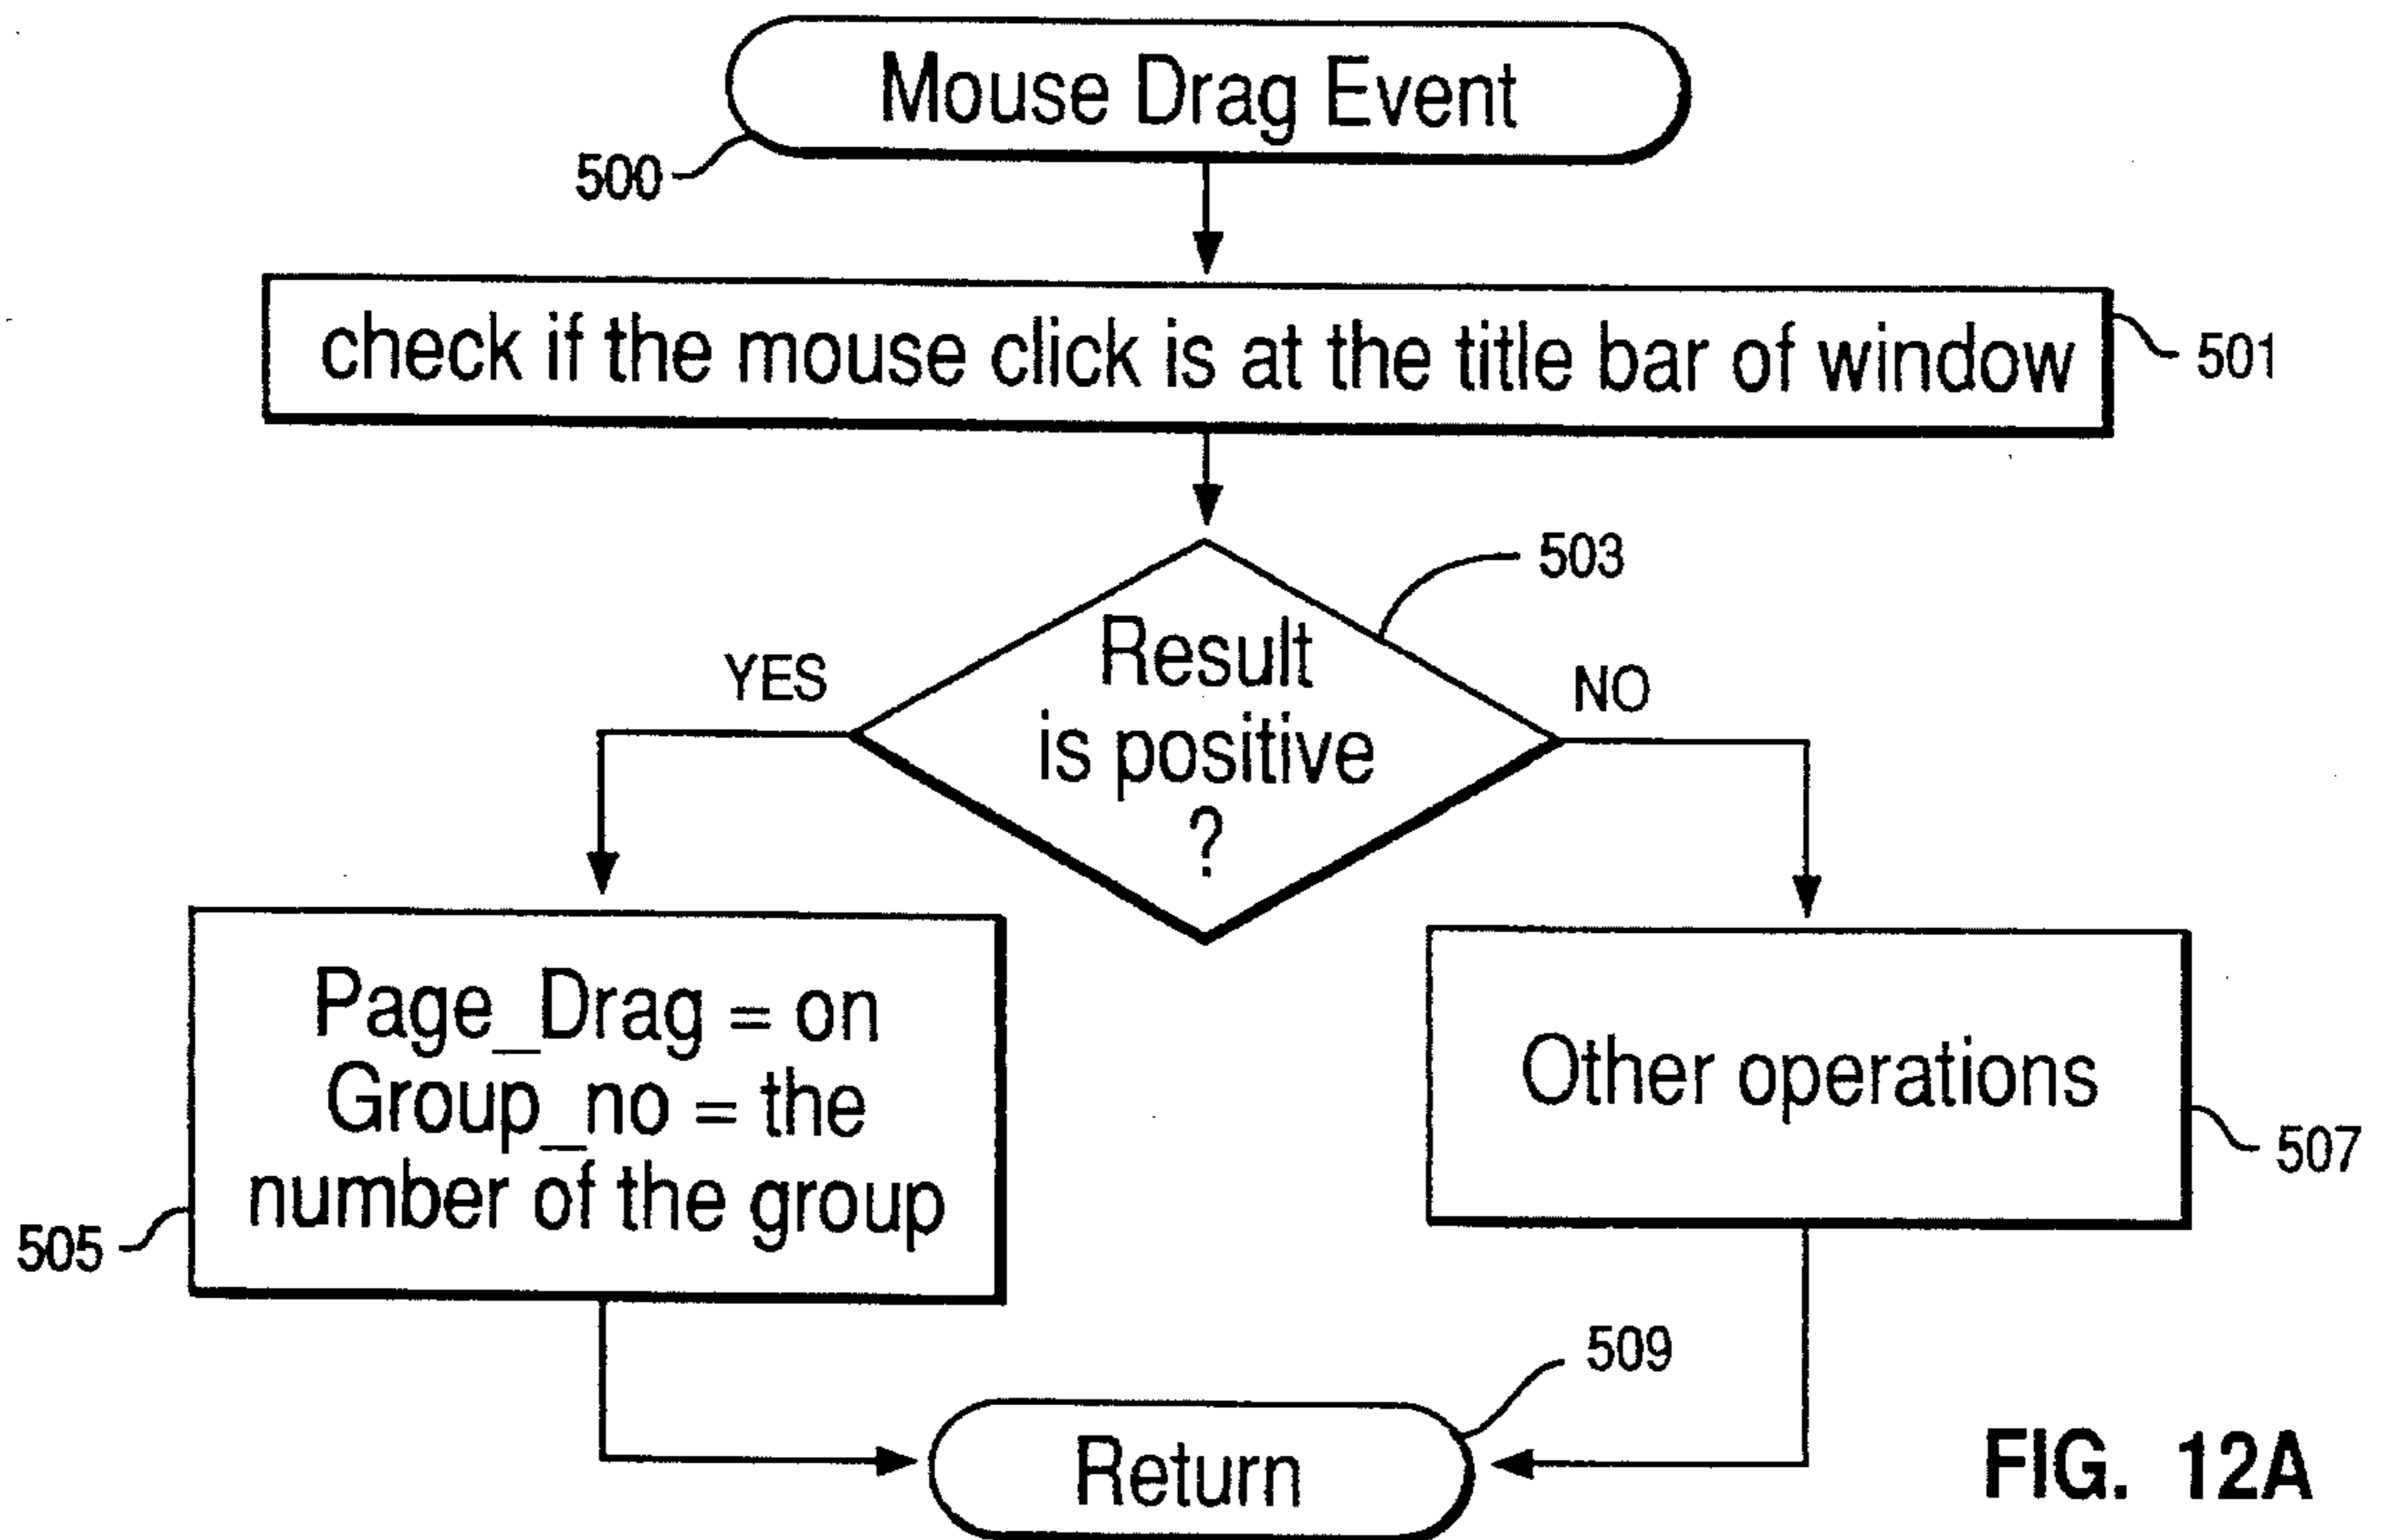 Mouse Drag Event
500
check if the mouse click is at the title bar of window
501
503
Result
is positive
?
YES
NO
Page_Drag = on
Group_no = the
number of the group
505
Other operations
507
509
Return
FIG. 12A